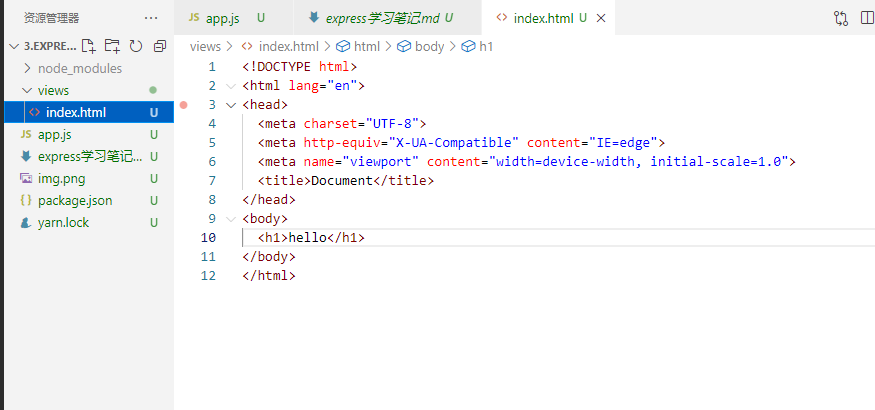 资源管理器 ···
app.js U express学习笔记.md U index.html U
3.EXPRE...
views > index.html > html > body > h1
node_modules
views
index.html U
app.js U
express学习笔记... U
img.png U
package.json U
yarn.lock U
1 <!DOCTYPE html>
2 <html lang="en">
3 <head>
4 <meta charset="UTF-8">
5 <meta http-equiv="X-UA-Compatible" content="IE=edge">
6 <meta name="viewport" content="width=device-width, initial-scale=1.0">
7 <title>Document</title>
8 </head>
9 <body>
10 <h1>hello</h1>
11 </body>
12 </html>